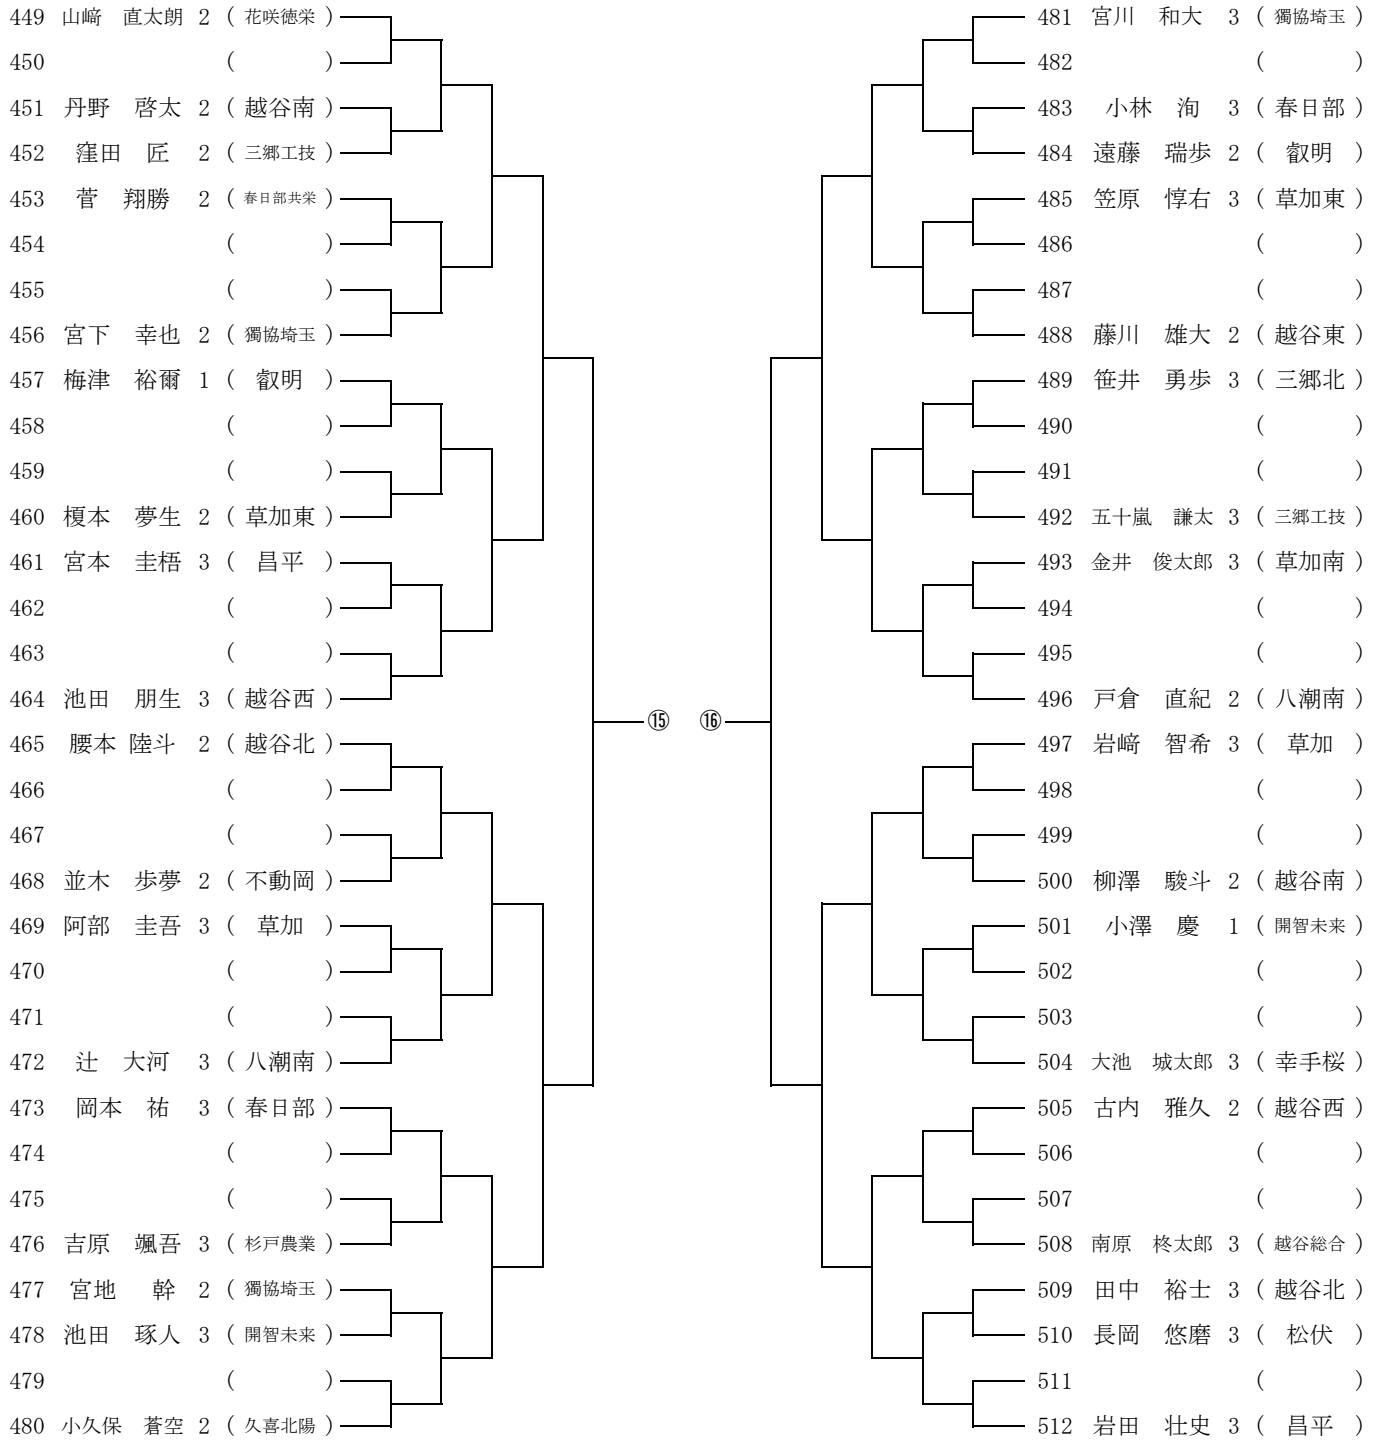 449 山﨑 直太朗 2 ( 花咲徳栄 )
450 ( )
451 丹野 啓太 2 ( 越谷南 )
452 窪田 匠 2 ( 三郷工技 )
453 菅 翔勝 2 ( 春日部共栄 )
454 ( )
455 ( )
456 宮下 幸也 2 ( 獨協埼玉 )
457 梅津 裕爾 1 ( 叡明 )
458 ( )
459 ( )
460 榎本 夢生 2 ( 草加東 )
461 宮本 圭梧 3 ( 昌平 )
462 ( )
463 ( )
464 池田 朋生 3 ( 越谷西 )
465 腰本 陸斗 2 ( 越谷北 )
466 ( )
467 ( )
468 並木 歩夢 2 ( 不動岡 )
469 阿部 圭吾 3 ( 草加 )
470 ( )
471 ( )
472 辻 大河 3 ( 八潮南 )
473 岡本 祐 3 ( 春日部 )
474 ( )
475 ( )
476 吉原 颯吾 3 ( 杉戸農業 )
477 宮地 幹 2 ( 獨協埼玉 )
478 池田 琢人 3 ( 開智未来 )
479 ( )
480 小久保 蒼空 2 ( 久喜北陽 )
⑮ ⑯
481 宮川 和大 3 ( 獨協埼玉 )
482 ( )
483 小林 洵 3 ( 春日部 )
484 遠藤 瑞歩 2 ( 叡明 )
485 笠原 惇右 3 ( 草加東 )
486 ( )
487 ( )
488 藤川 雄大 2 ( 越谷東 )
489 笹井 勇歩 3 ( 三郷北 )
490 ( )
491 ( )
492 五十嵐 謙太 3 ( 三郷工技 )
493 金井 俊太郎 3 ( 草加南 )
494 ( )
495 ( )
496 戸倉 直紀 2 ( 八潮南 )
497 岩﨑 智希 3 ( 草加 )
498 ( )
499 ( )
500 柳澤 駿斗 2 ( 越谷南 )
501 小澤 慶 1 ( 開智未来 )
502 ( )
503 ( )
504 大池 城太郎 3 ( 幸手桜 )
505 古内 雅久 2 ( 越谷西 )
506 ( )
507 ( )
508 南原 柊太郎 3 ( 越谷総合 )
509 田中 裕士 3 ( 越谷北 )
510 長岡 悠磨 3 ( 松伏 )
511 ( )
512 岩田 壮史 3 ( 昌平 )